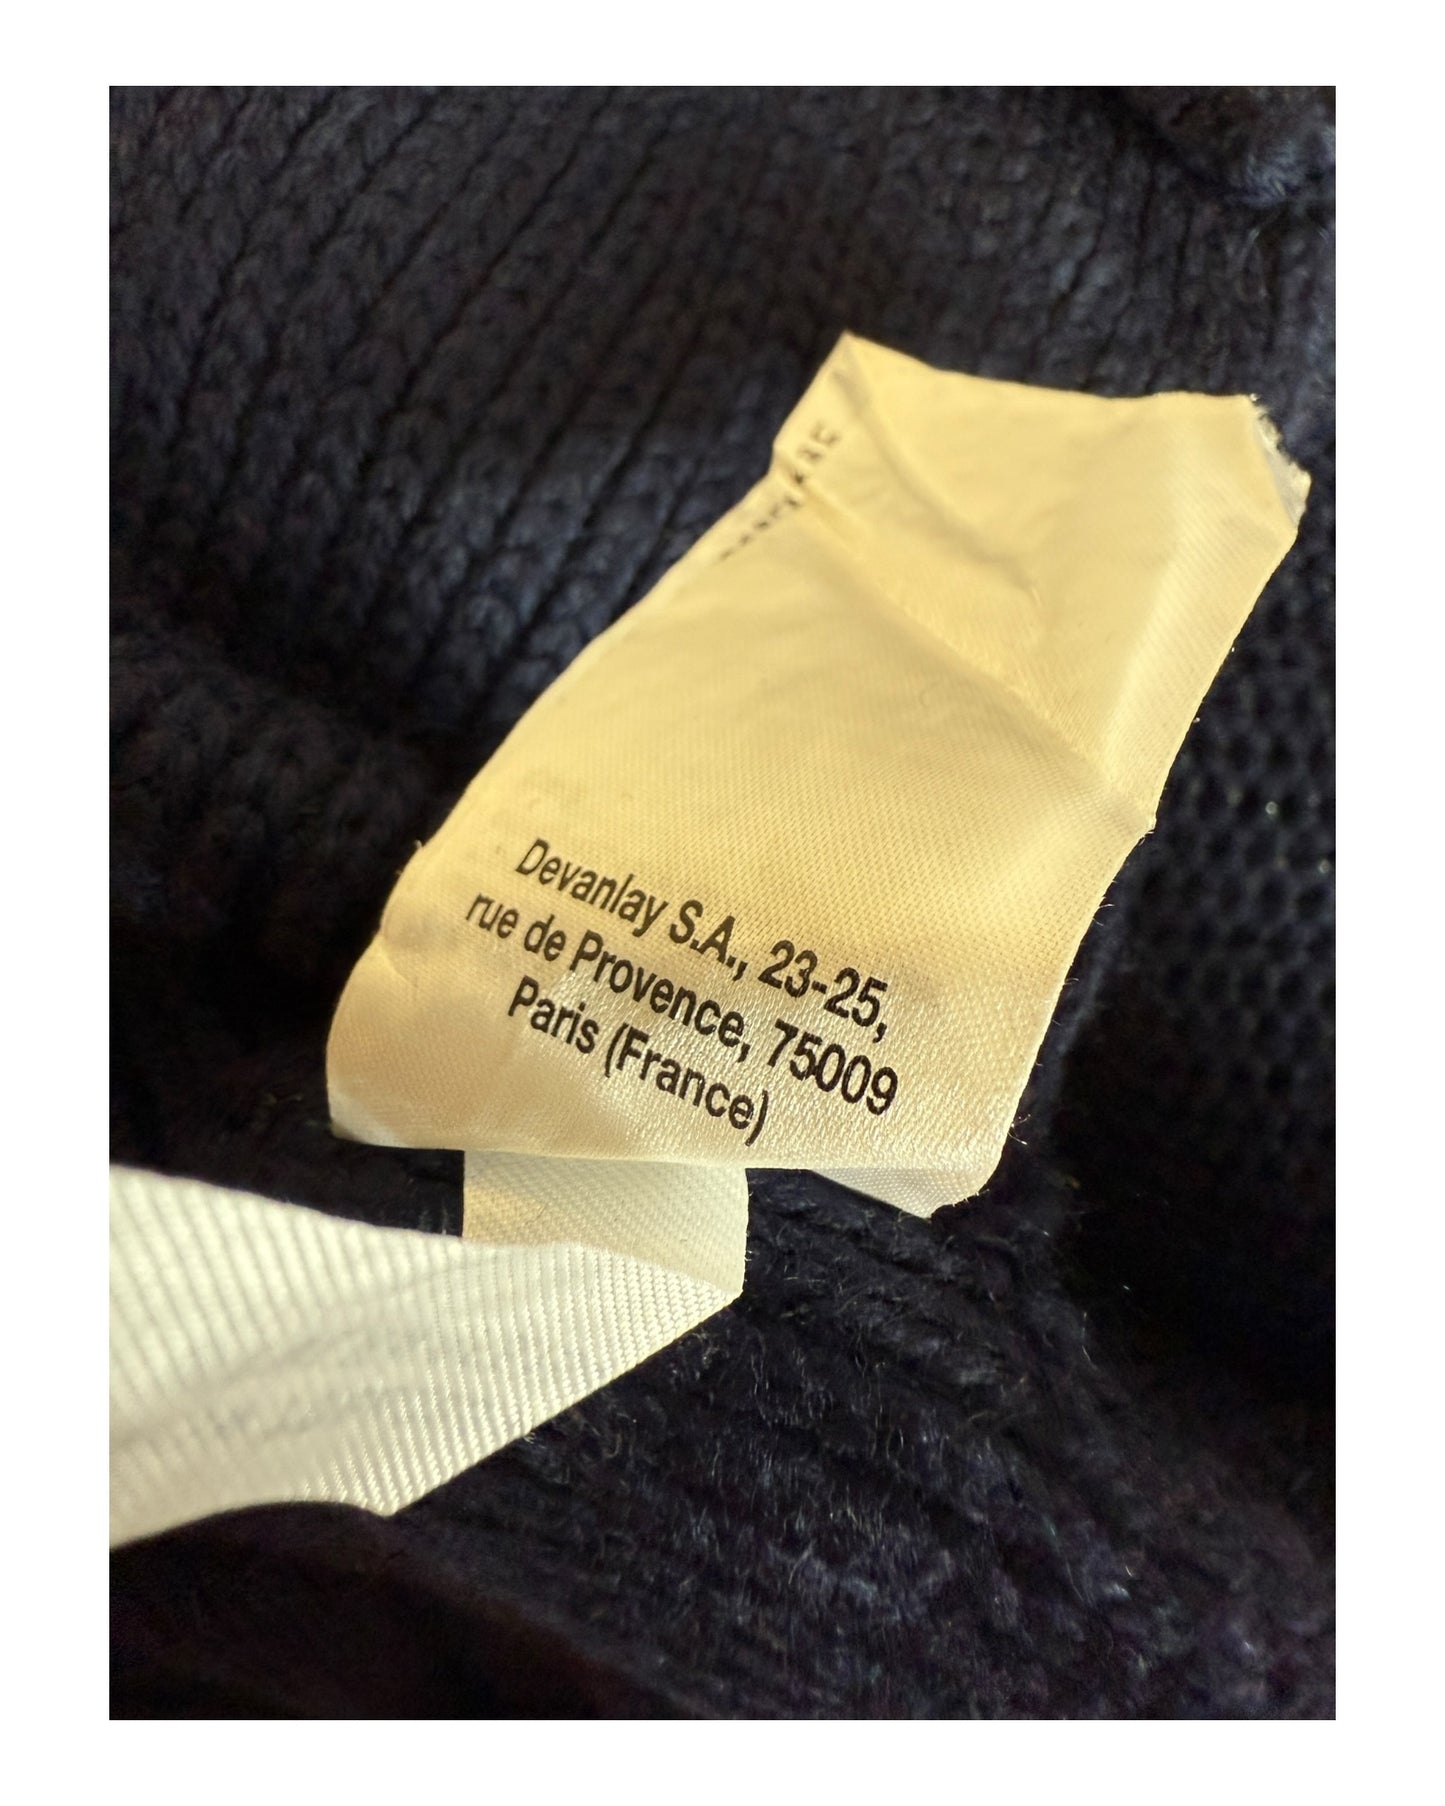 Devanlay S.A., 23-25,
rue de Provence, 75009
Paris (France)